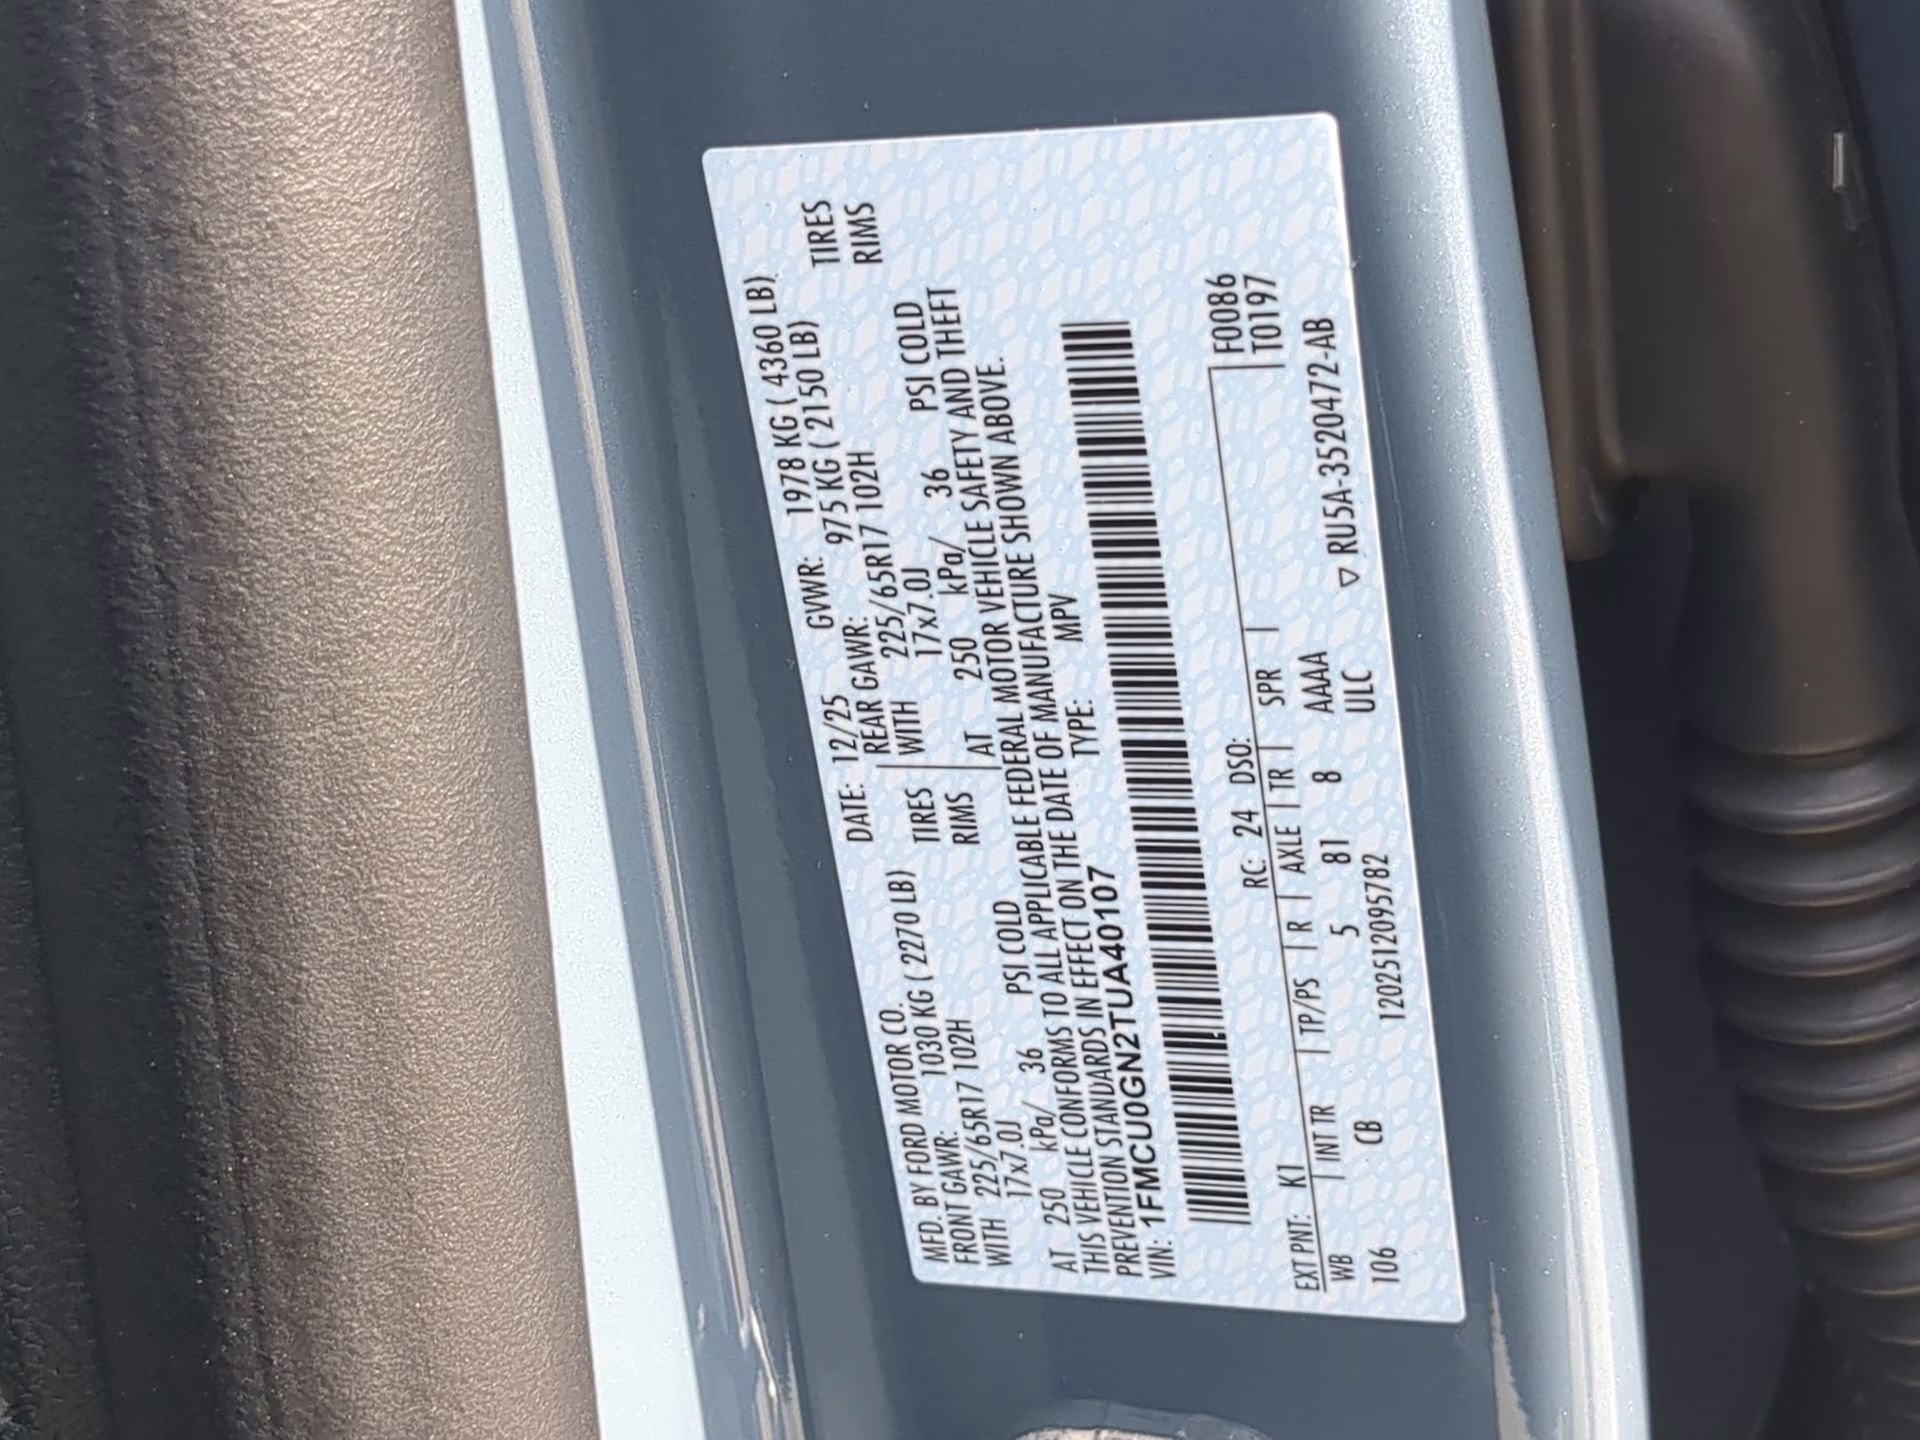 MFD. BY FORD MOTOR CO.
DATE: 12/25 GVWR: 1978 KG ( 4360 LB)
FRONT GAWR: 1030 KG ( 2270 LB) REAR GAWR: 975 KG ( 2150 LB)
WITH 225/65R17 102H TIRES WITH 225/65R17 102H TIRES
17x7.0J RIMS 17x7.0J RIMS
AT 250 kPa/ 36 PSI COLD AT 250 kPa/ 36 PSI COLD
THIS VEHICLE CONFORMS TO ALL APPLICABLE FEDERAL MOTOR VEHICLE SAFETY AND THEFT
PREVENTION STANDARDS IN EFFECT ON THE DATE OF MANUFACTURE SHOWN ABOVE.
VIN: 1FMCU0GN2TUA40107 TYPE: MPV
F0086
EXT PNT: K1 RC: 24 DSO: T0197
WB INT TR TP/PS R AXLE TR SPR
106 CB 5 81 8 AAAA
12025120957​82 ULC ▽ RU5A-3520472-AB